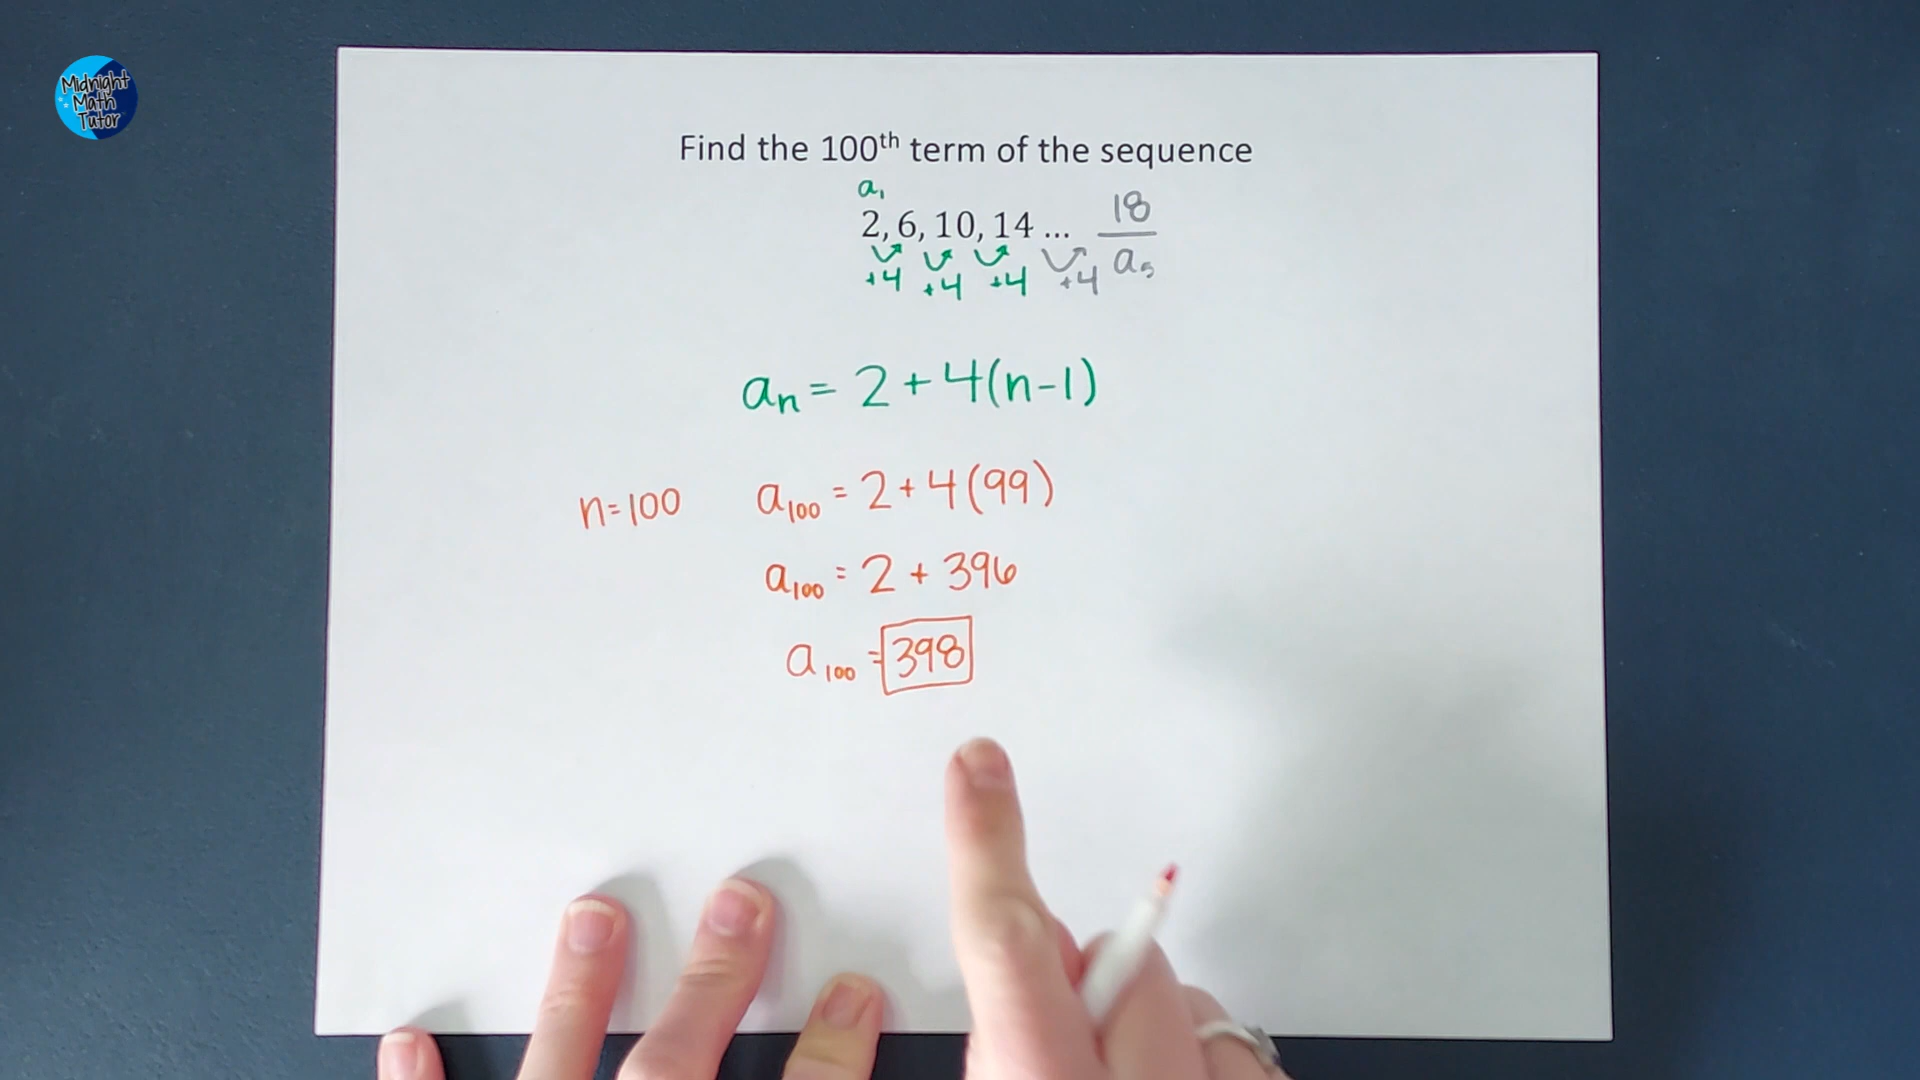 Midnight
Math
Tutor
Find the 100th term of the sequence
a₁
2, 6, 10, 14 ... 18
+4 +4 +4 +4 a₅
aₙ = 2 + 4(n-1)
n=100 a₁₀₀ = 2 + 4(99)
a₁₀₀ = 2 + 396
a₁₀₀ = 398